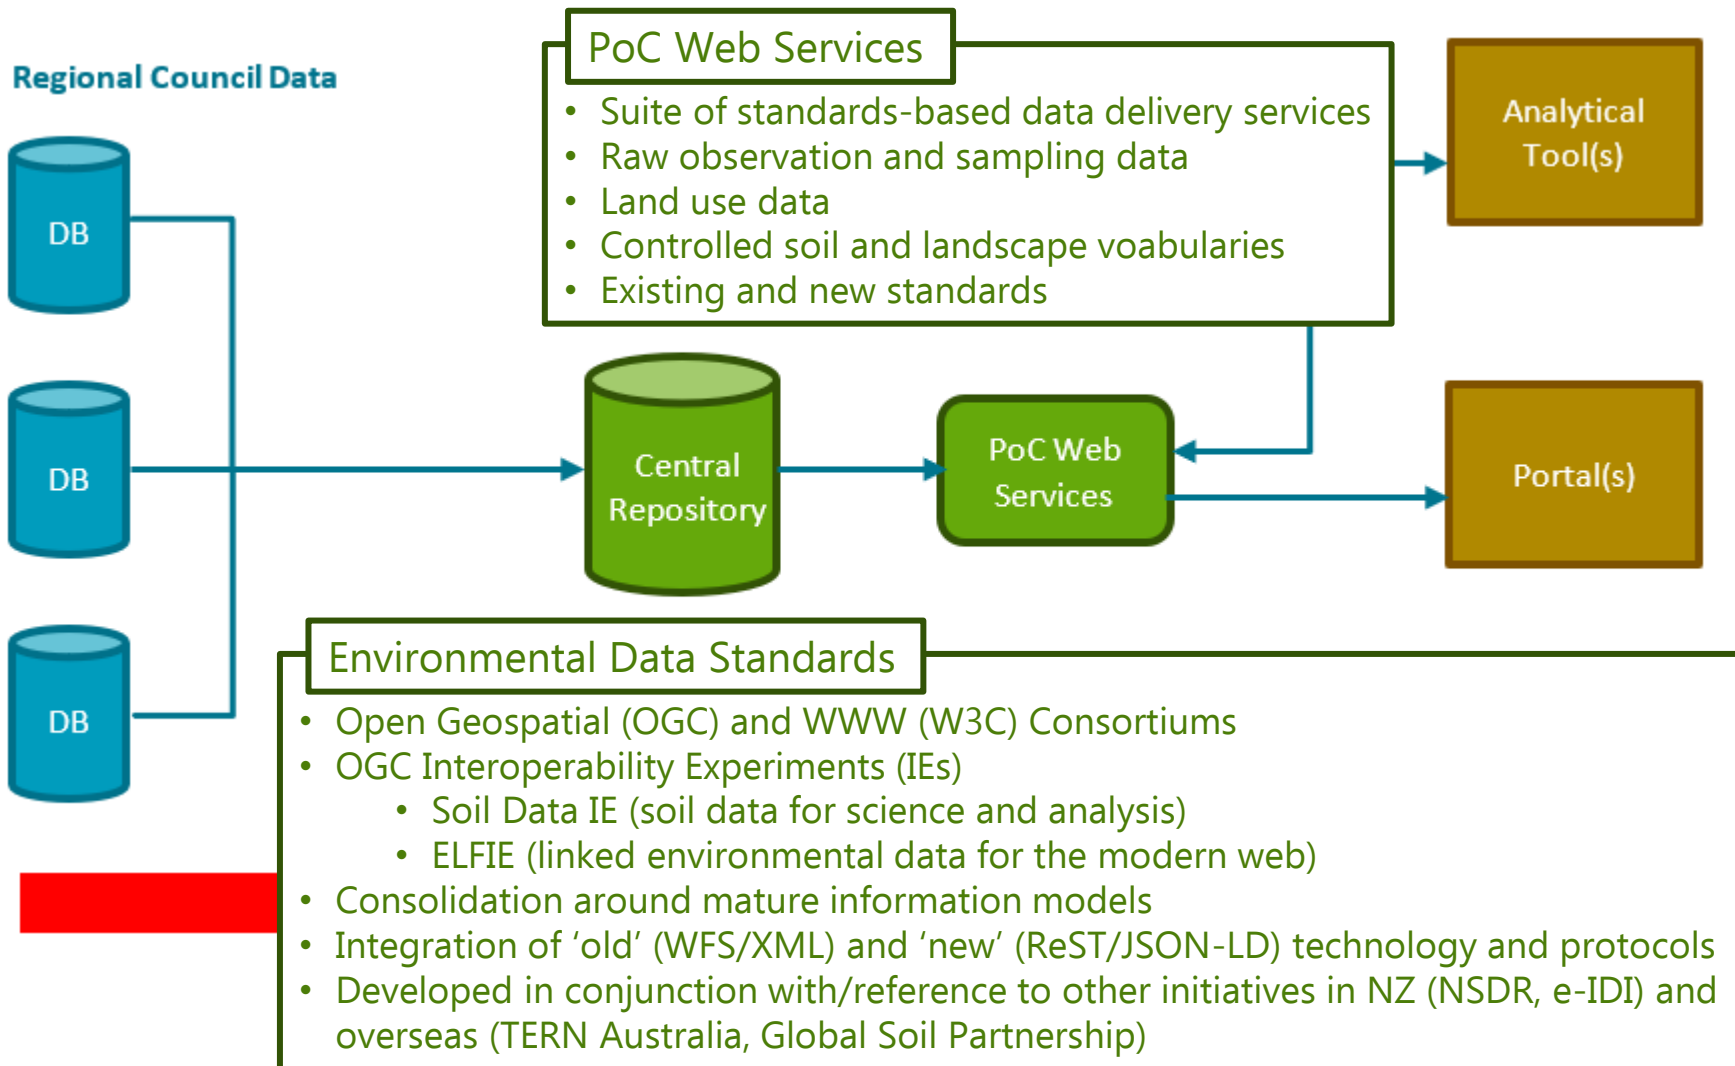 Regional Council Data
DB
DB
DB
PoC Web Services
• Suite of standards-based data delivery services
• Raw observation and sampling data
• Land use data
• Controlled soil and landscape voabularies
• Existing and new standards
Analytical
Tool(s)
Central
Repository
PoC Web
Services
Portal(s)
Environmental Data Standards
• Open Geospatial (OGC) and WWW (W3C) Consortiums
• OGC Interoperability Experiments (IEs)
• Soil Data IE (soil data for science and analysis)
• ELFIE (linked environmental data for the modern web)
• Consolidation around mature information models
• Integration of ‘old’ (WFS/XML) and ‘new’ (ReST/JSON-LD) technology and protocols
• Developed in conjunction with/reference to other initiatives in NZ (NSDR, e-IDI) and
overseas (TERN Australia, Global Soil Partnership)